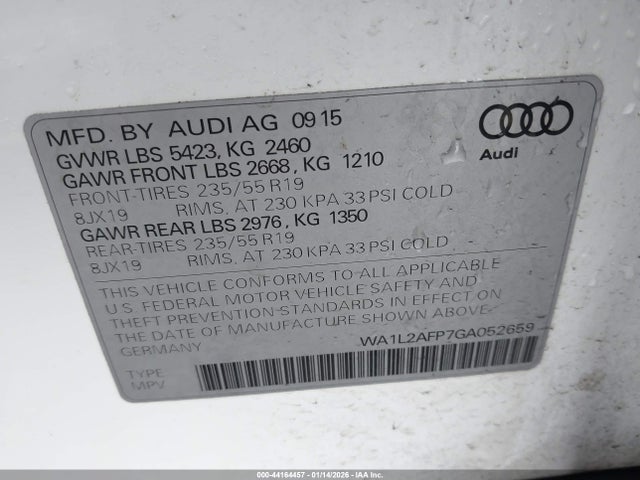 MFD. BY AUDI AG 09 15
GVWR LBS 5423, KG 2460
GAWR FRONT LBS 2668, KG 1210
FRONT-TIRES 235/55 R19
8JX19 RIMS, AT 230 KPA 33 PSI COLD
GAWR REAR LBS 2976, KG 1350
REAR-TIRES 235/55 R19
8JX19 RIMS, AT 230 KPA 33 PSI COLD
Audi
THIS VEHICLE CONFORMS TO ALL APPLICABLE
U.S. FEDERAL MOTOR VEHICLE SAFETY AND
THEFT PREVENTION-STANDARDS IN EFFECT ON
THE DATE OF MANUFACTURE SHOWN ABOVE.
GERMANY
WA1L2AFP7GA052659
TYPE
MPV
000-44164457 - 01/14/2026 - IAA Inc.